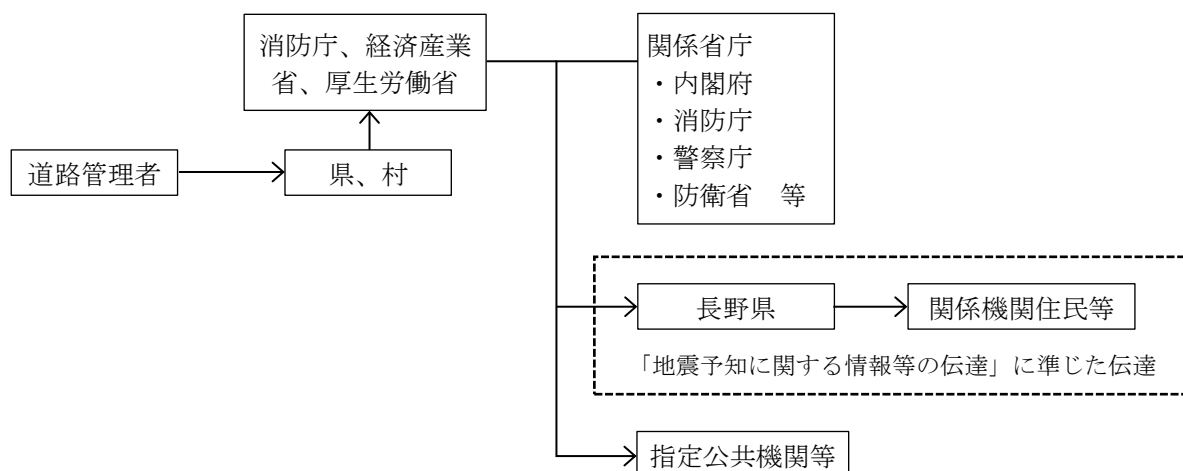 消防庁、経済産業
省、厚生労働省
関係省庁
・内閣府
・消防庁
・警察庁
・防衛省　等
道路管理者
県、村
長野県
関係機関住民等
「地震予知に関する情報等の伝達」に準じた伝達
指定公共機関等